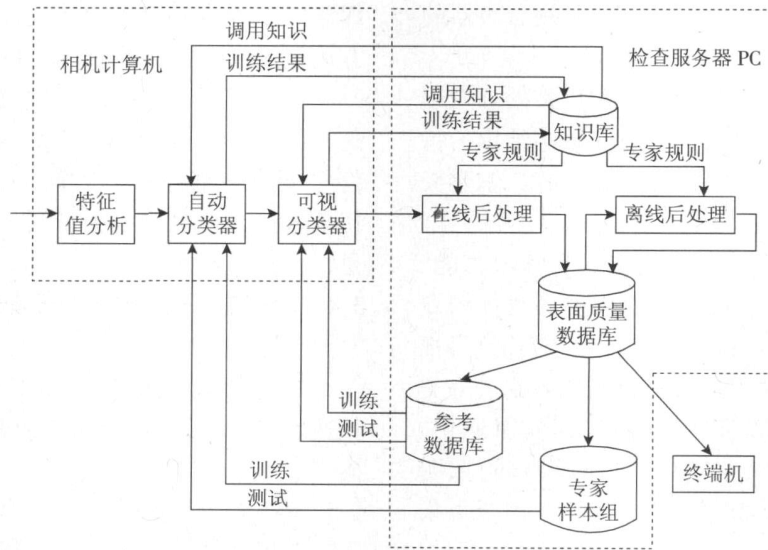 调用知识
相机计算机
训练结果
检查服务器 PC
调用知识
训练结果
知识库
专家规则
专家规则
特征
值分析
自动
分类器
可视
分类器
在线后处理
离线后处理
表面质量
数据库
训练
测试
参考
数据库
训练
测试
专家
样本组
终端机